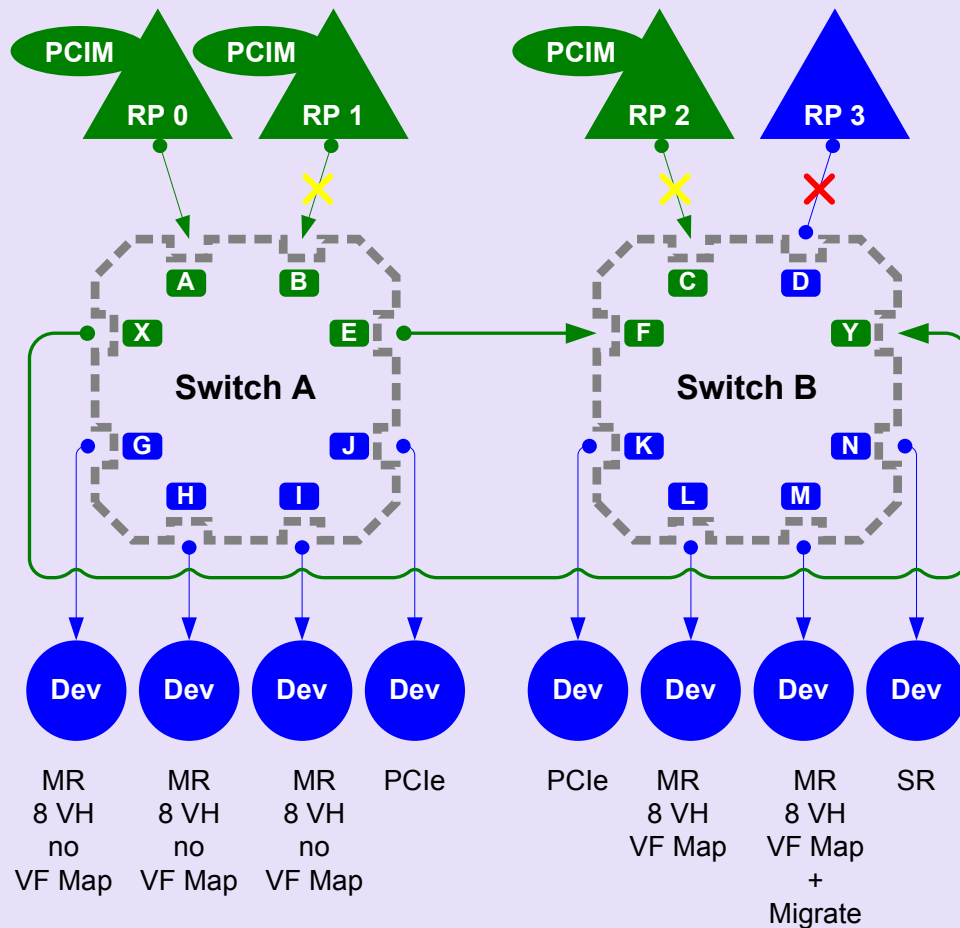 PCIM
PCIM
PCIM
RP 0
RP 1
RP 2
RP 3
A
B
C
D
X
E
F
Y
Switch A
Switch B
G
J
K
N
H
I
L
M
Dev
Dev
Dev
Dev
Dev
Dev
Dev
Dev
MR
8 VH
no
VF Map
MR
8 VH
no
VF Map
MR
8 VH
no
VF Map
PCIe
PCIe
MR
8 VH
VF Map
MR
8 VH
VF Map
+
Migrate
SR